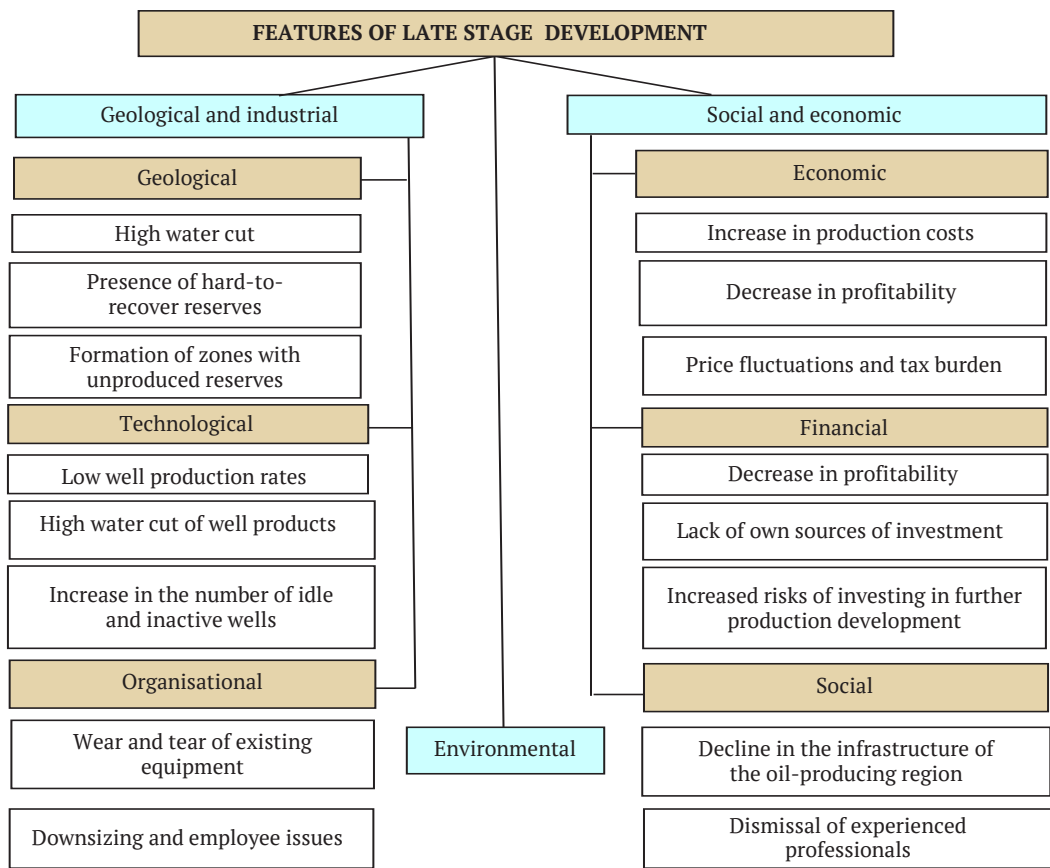 FEATURES OF LATE STAGE DEVELOPMENT
Geological and industrial
Geological
High water cut
Presence of hard-to-
recover reserves
Formation of zones with
unproduced reserves
Technological
Low well production rates
High water cut of well products
Increase in the number of idle
and inactive wells
Organisational
Wear and tear of existing
equipment
Downsizing and employee issues
Environmental
Social and economic
Economic
Increase in production costs
Decrease in profitability
Price fluctuations and tax burden
Financial
Decrease in profitability
Lack of own sources of investment
Increased risks of investing in further
production development
Social
Decline in the infrastructure of
the oil-producing region
Dismissal of experienced
professionals